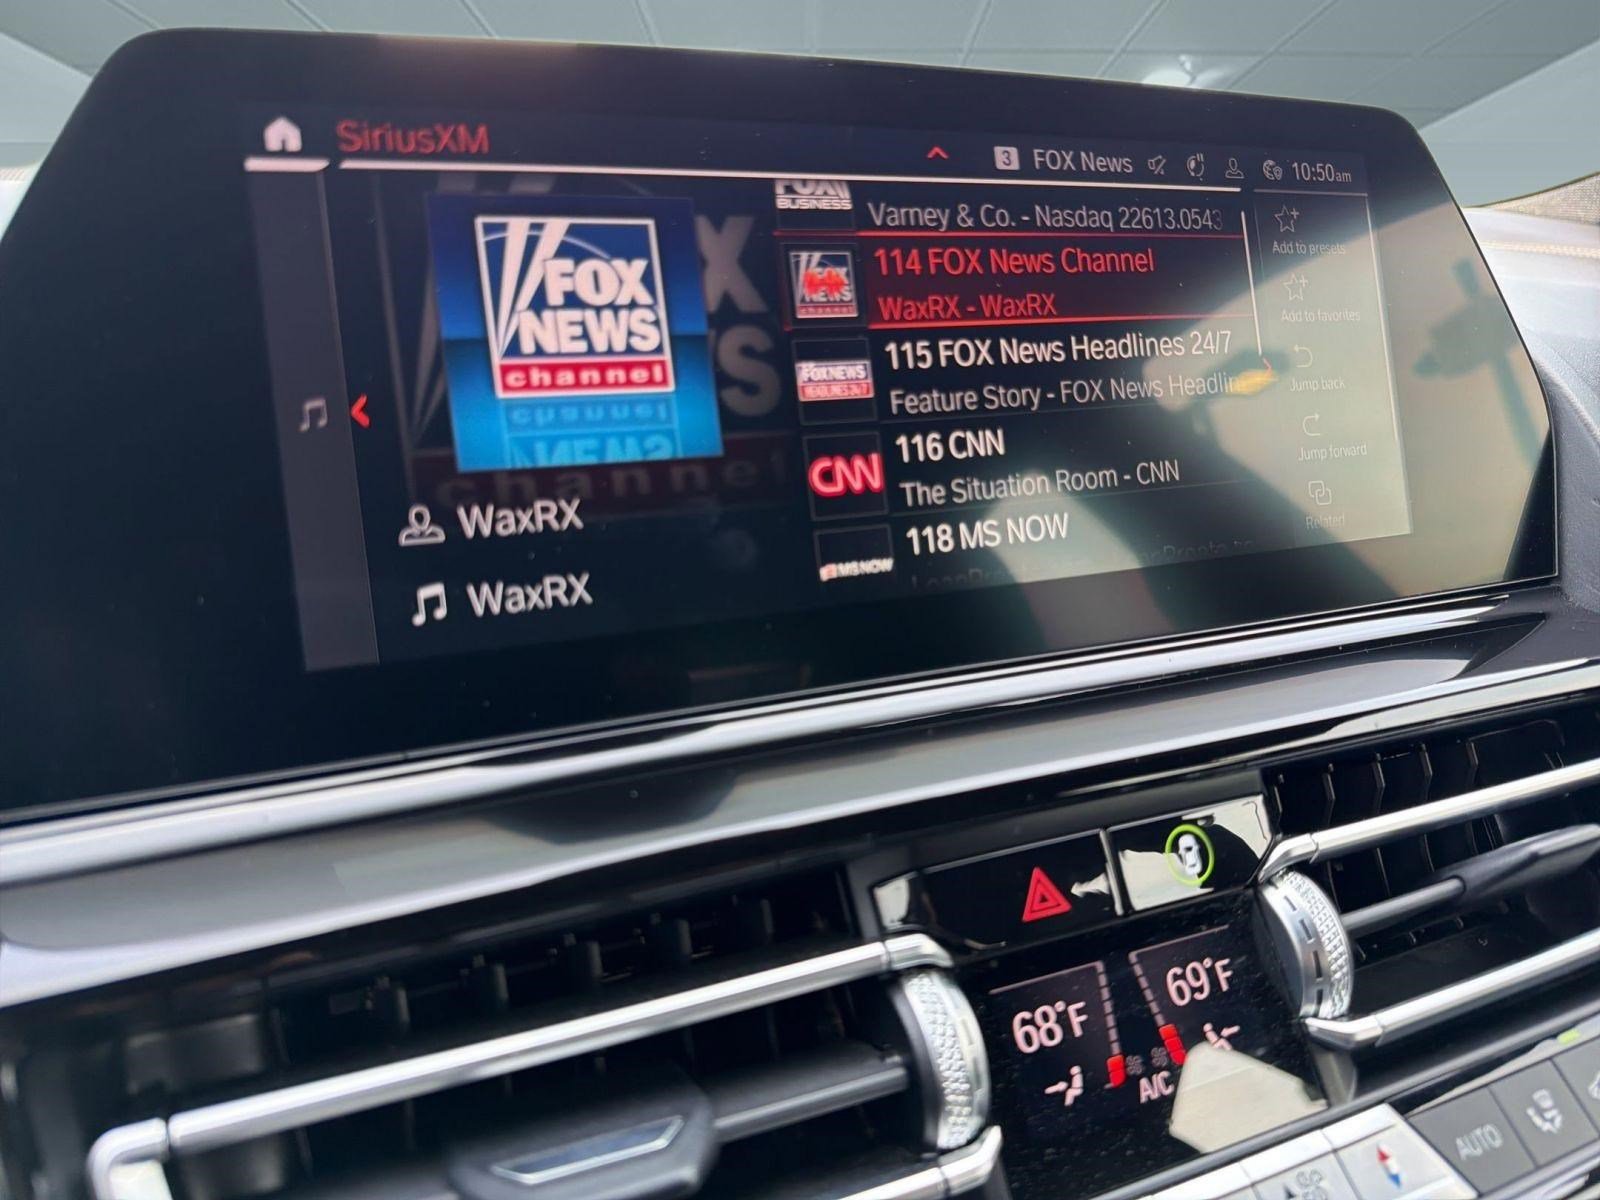 SiriusXM
3 FOX News 10:50am
FOX NEWS channel
WaxRX
WaxRX
FOX BUSINESS
Varney & Co. - Nasdaq 22613.0543
114 FOX News Channel
WaxRX - WaxRX
FOX NEWS HEADLINES 24/7
115 FOX News Headlines 24/7
Feature Story - FOX News Headlin
CNN
116 CNN
The Situation Room - CNN
MS NOW
118 MS NOW
Add to presets
Add to favorites
Jump back
Jump forward
Related
68°F
69°F
A/C
AUTO